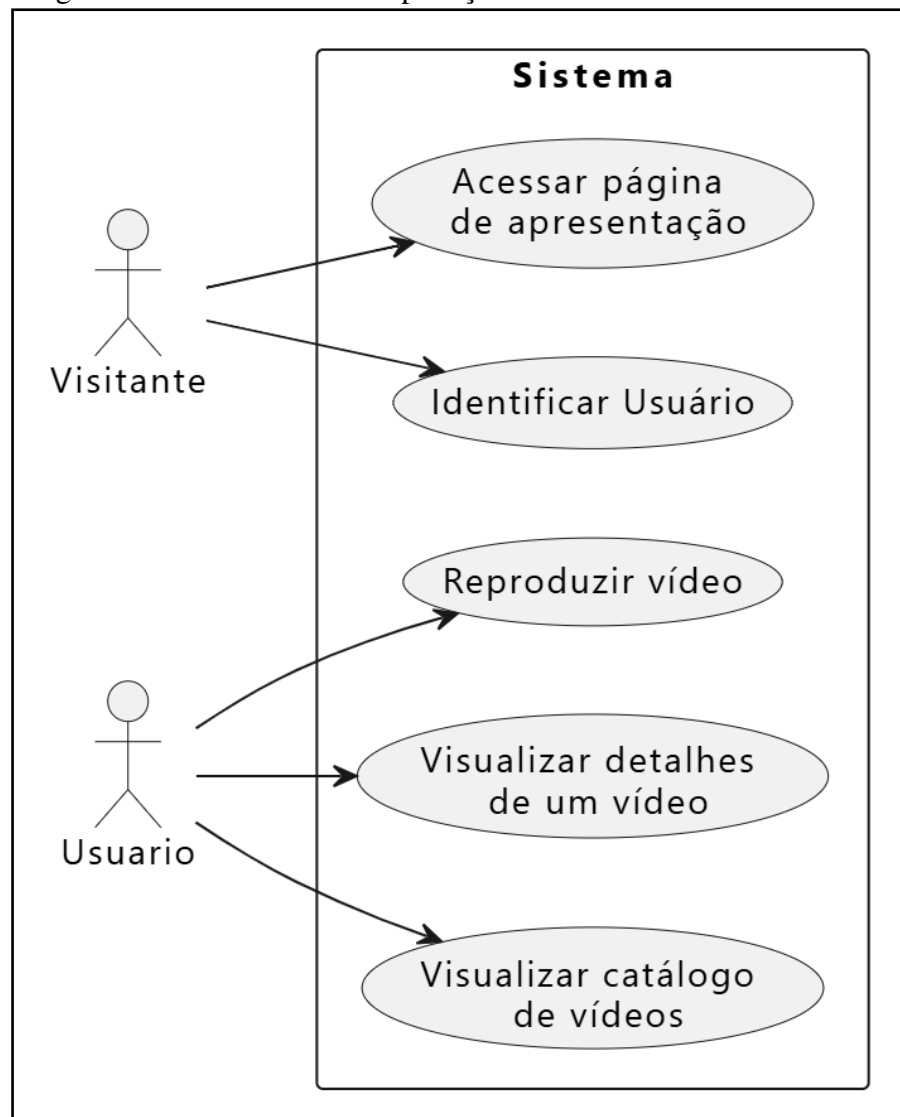 Sistema
Acessar página
de apresentação
Visitante
Identificar Usuário
Reproduzir vídeo
Usuario
Visualizar detalhes
de um vídeo
Visualizar catálogo
de vídeos